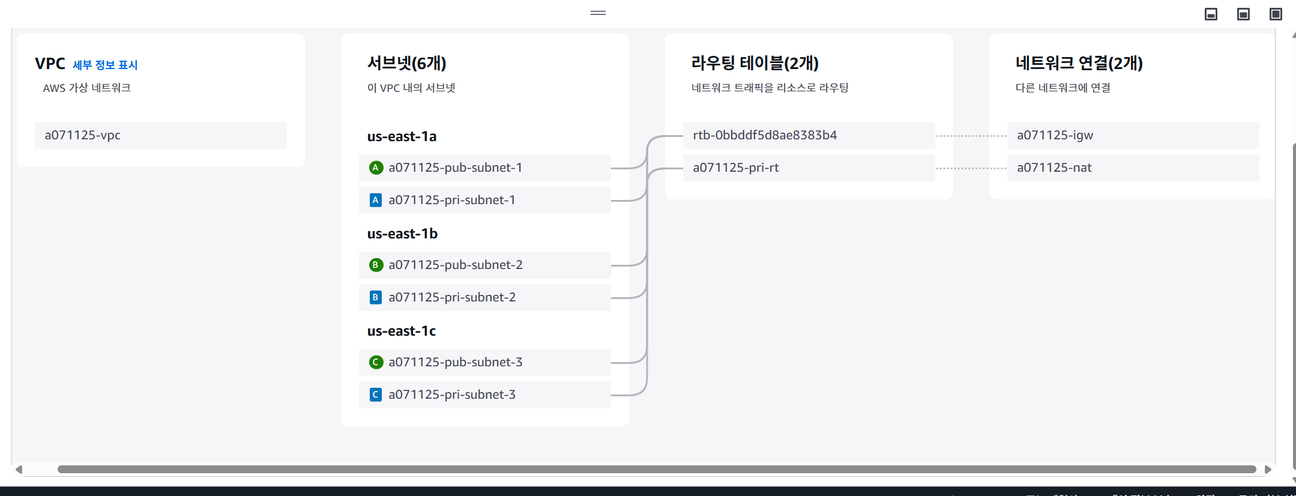 VPC 세부 정보 표시
AWS 가상 네트워크
a071125-vpc
서브넷(6개)
이 VPC 내의 서브넷
us-east-1a
A a071125-pub-subnet-1
A a071125-pri-subnet-1
us-east-1b
B a071125-pub-subnet-2
B a071125-pri-subnet-2
us-east-1c
C a071125-pub-subnet-3
C a071125-pri-subnet-3
라우팅 테이블(2개)
네트워크 트래픽을 리소스로 라우팅
rtb-0bbddf5d8ae8383b4
a071125-pri-rt
네트워크 연결(2개)
다른 네트워크에 연결
a071125-igw
a071125-nat